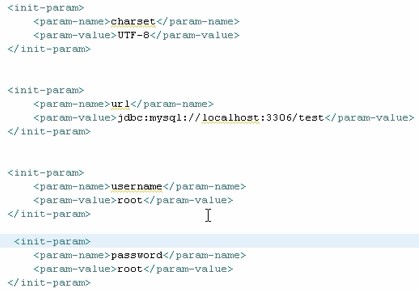 <init-param>
<param-name>charset</param-name>
<param-value>UTF-8</param-value>
</init-param>
<init-param>
<param-name>url</param-name>
<param-value>jdbc:mysql://localhost:3306/test</param-value>
</init-param>
<init-param>
<param-name>username</param-name>
<param-value>root</param-value>
</init-param>
<init-param>
<param-name>password</param-name>
<param-value>root</param-value>
</init-param>